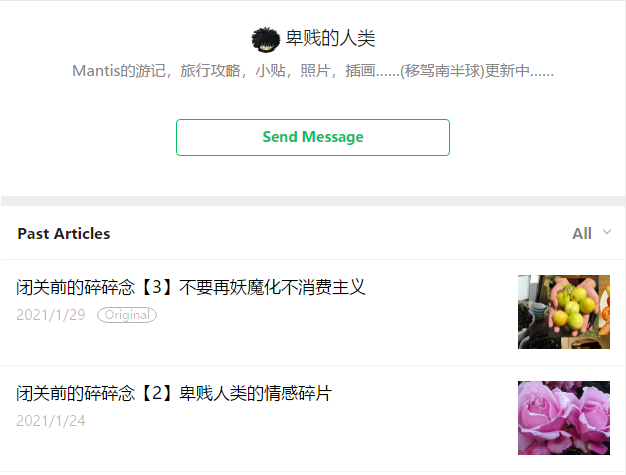 卑贱的人类
Mantis的游记，旅行攻略，小贴，照片，插画......(移驾南半球)更新中......
Send Message
Past Articles
All
闭关前的碎碎念【3】不要再妖魔化不消费主义
2021/1/29 Original
闭关前的碎碎念【2】卑贱人类的情感碎片
2021/1/24